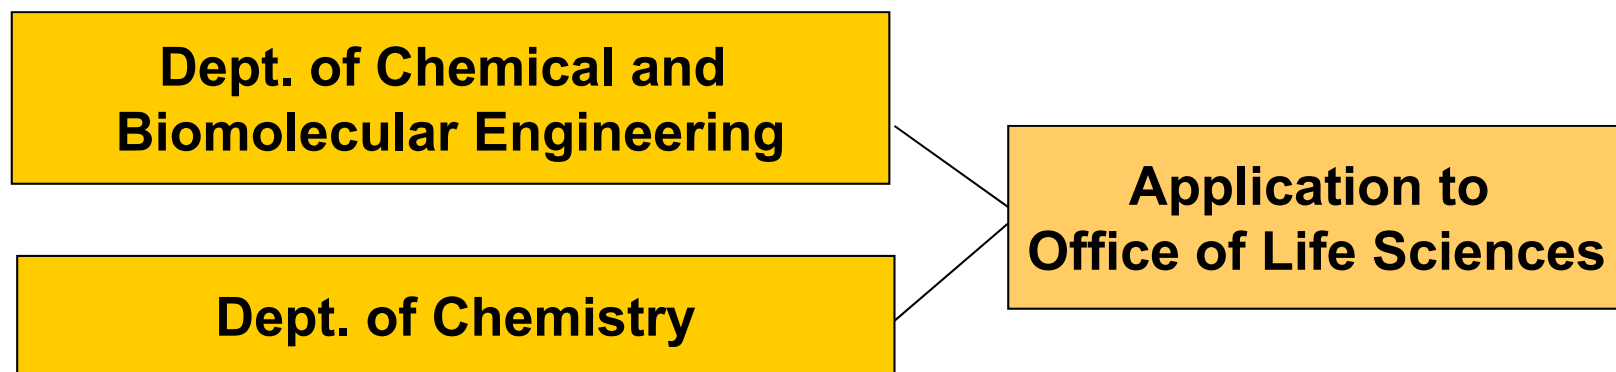 Dept. of Chemical and
Biomolecular Engineering
Application to
Office of Life Sciences
Dept. of Chemistry